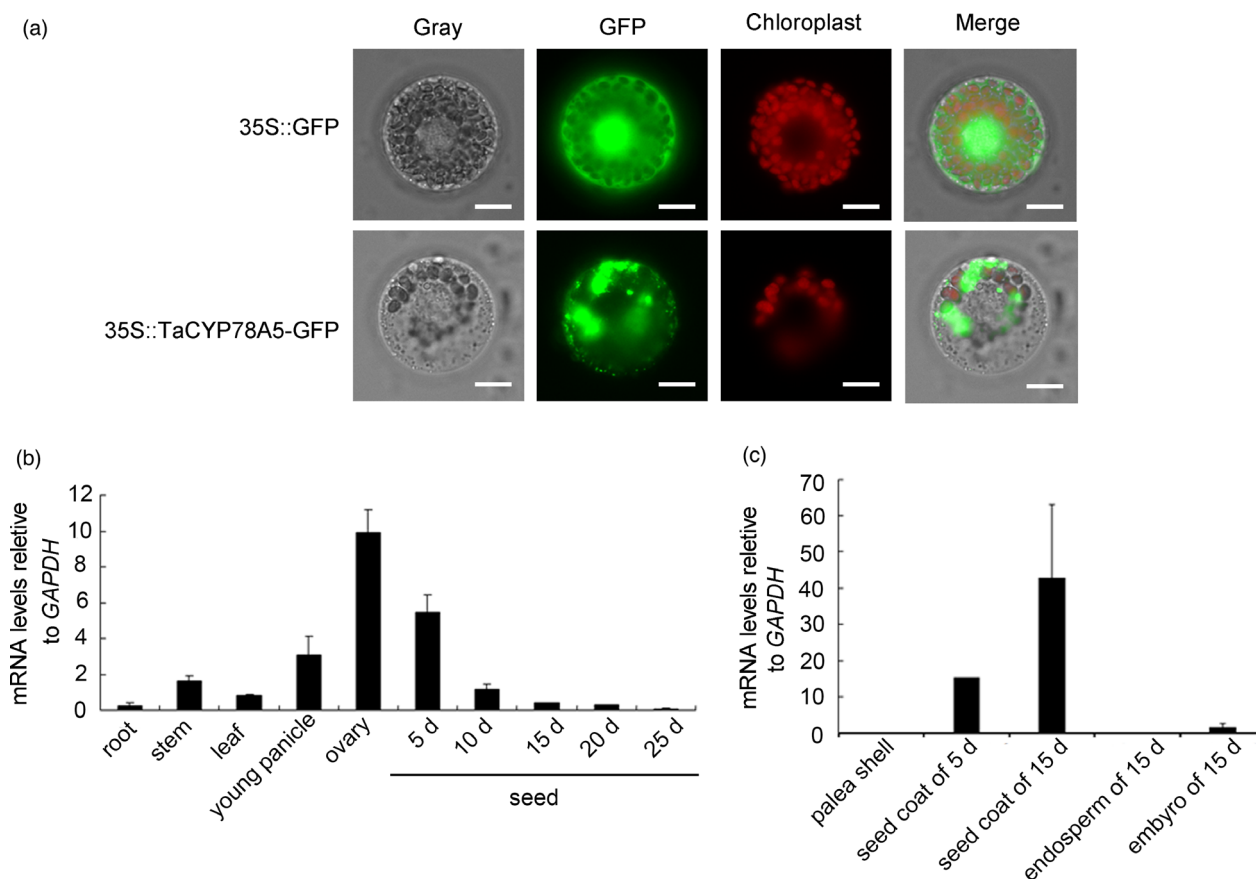 (a)
Gray GFP Chloroplast Merge
35S::GFP
35S::TaCYP78A5-GFP
(b)
mRNA levels reletive
to GAPDH
12
10
8
6
4
2
0
root stem leaf young panicle ovary 5 d 10 d 15 d 20 d 25 d
seed
(c)
mRNA levels reletive
to GAPDH
70
60
50
40
30
20
10
0
palea shell seed coat of 5 d seed coat of 15 d endosperm of 15 d embyro of 15 d